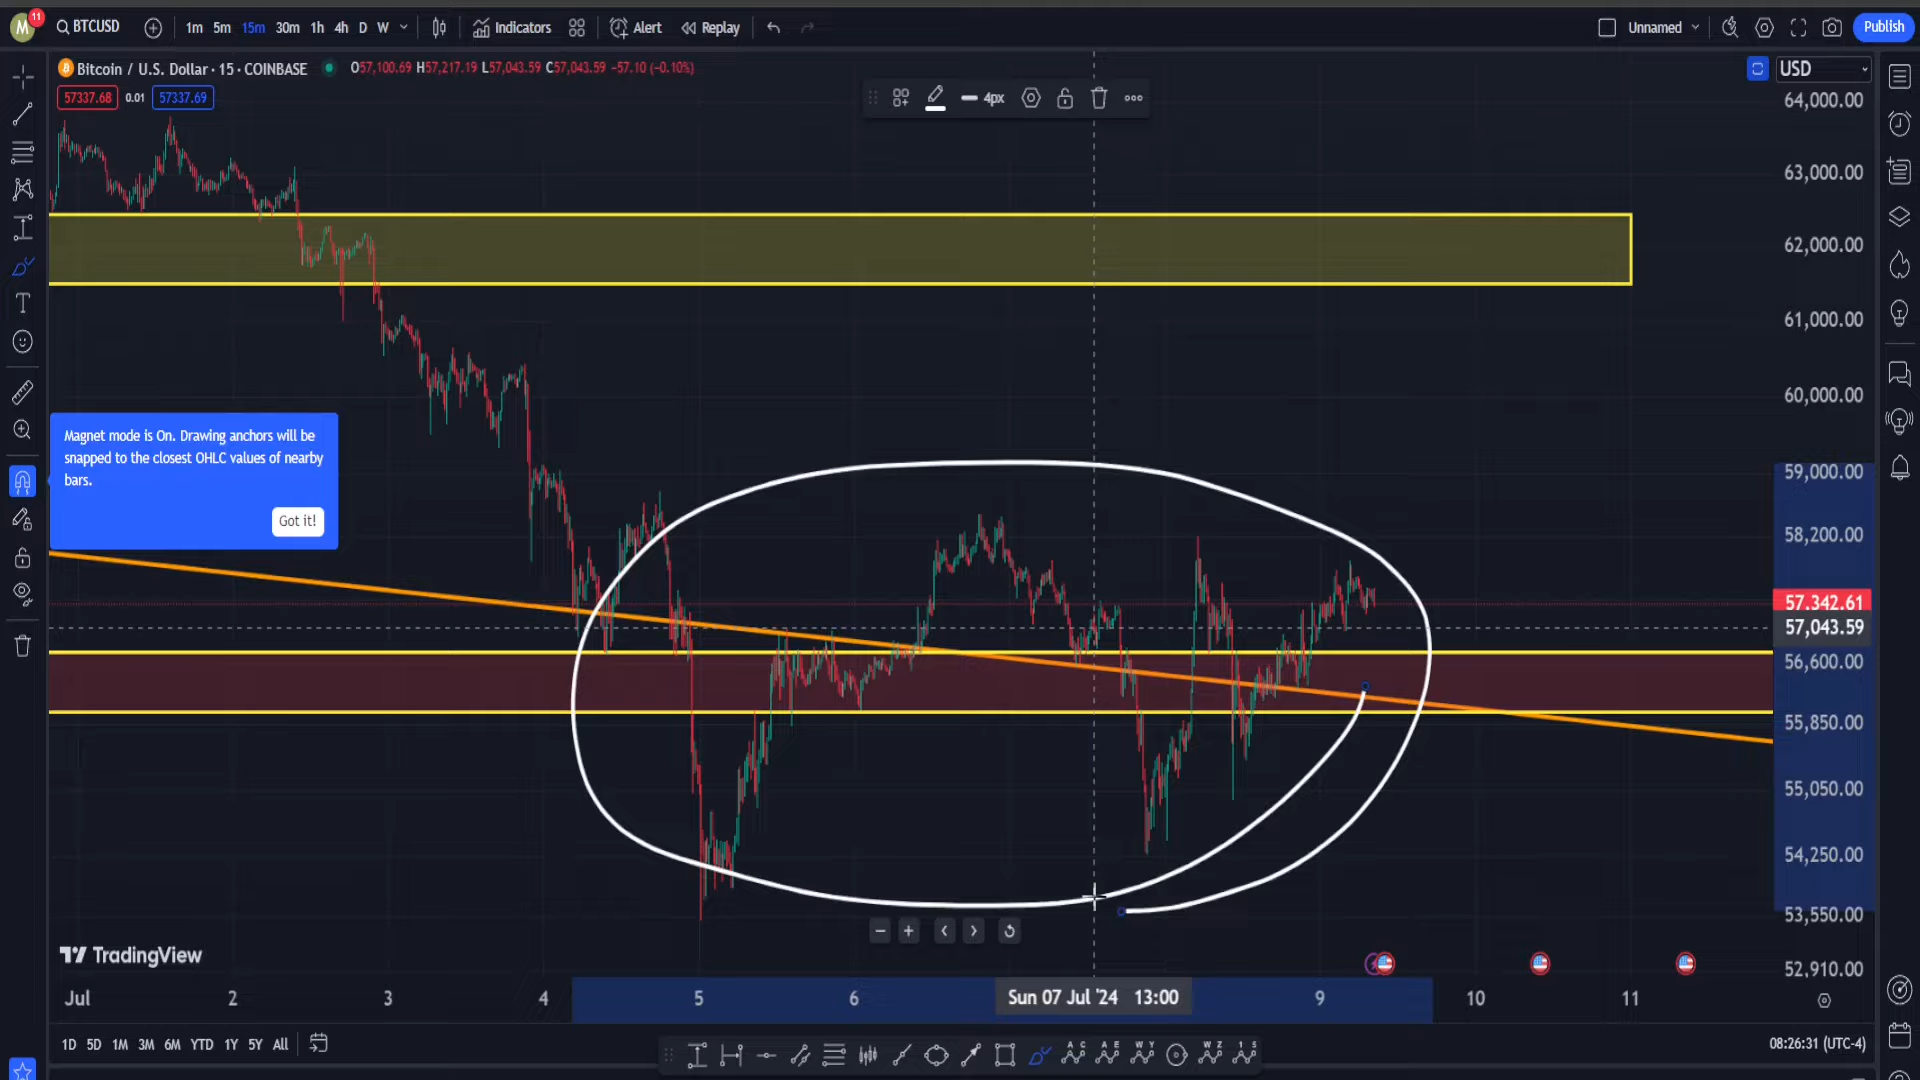 M
11
BTCUSD
1m 5m 15m 30m 1h 4h D W
Indicators
Alert
Replay
Unnamed
Publish
Bitcoin / U.S. Dollar · 15 · COINBASE
O57,100.69 H57,217.19 L57,043.59 C57,043.59 −57.10 (−0.10%)
57337.68 0.01 57337.69
4px
USD
64,000.00
63,000.00
62,000.00
61,000.00
60,000.00
Magnet mode is On. Drawing anchors will be
snapped to the closest OHLC values of nearby
bars.
Got it!
59,000.00
58,200.00
57.342.61
57,043.59
56,600.00
55,850.00
55,050.00
54,250.00
53,550.00
52,910.00
TradingView
Jul 2 3 4 5 6 Sun 07 Jul '24 13:00 9 10 11
1D 5D 1M 3M 6M YTD 1Y 5Y All
08:26:31 (UTC-4)